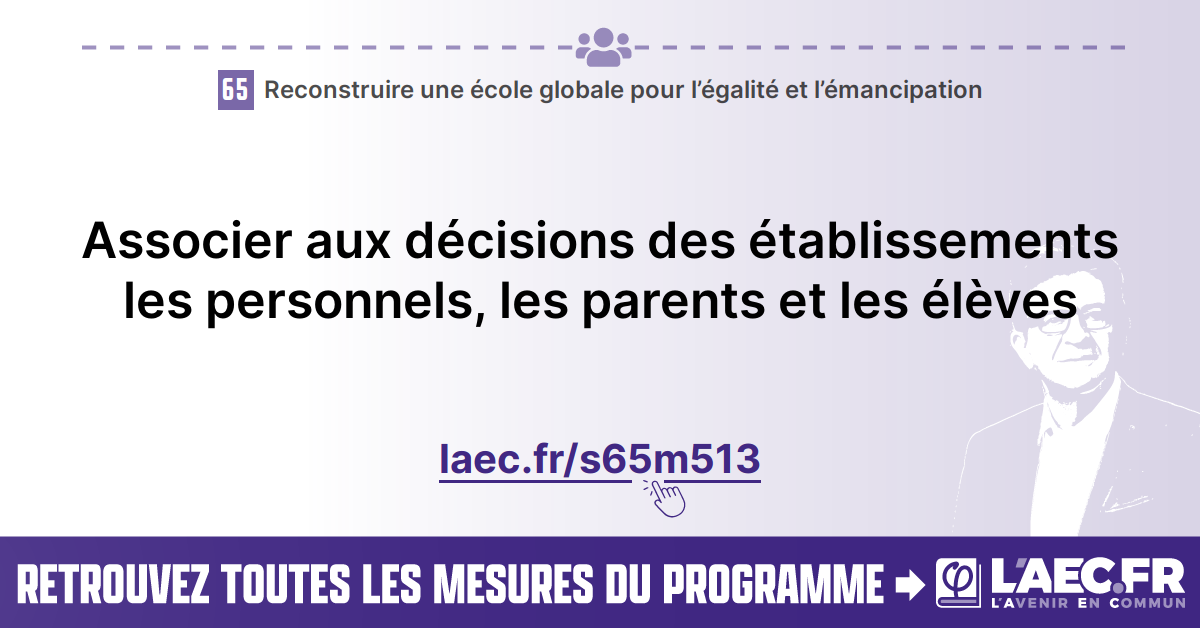 65 Reconstruire une école globale pour l’égalité et l’émancipation
Associer aux décisions des établissements
les personnels, les parents et les élèves
laec.fr/s65m513
RETROUVEZ TOUTES LES MESURES DU PROGRAMME
φ L'AEC.FR
L'AVENIR EN COMMUN